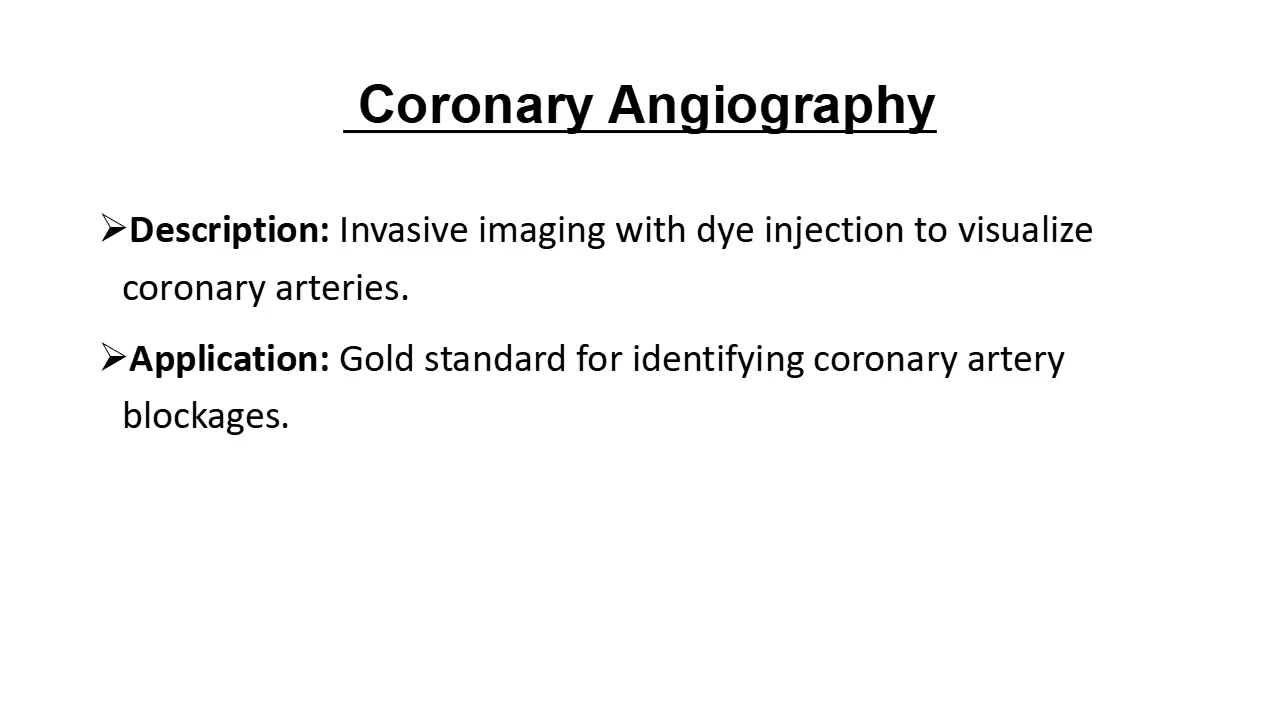 Coronary Angiography
➢Description: Invasive imaging with dye injection to visualize
coronary arteries.
➢Application: Gold standard for identifying coronary artery
blockages.